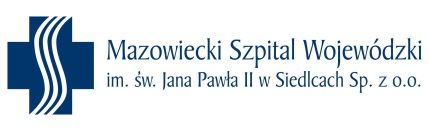 Mazowiecki Szpital Wojewódzki
im. św. Jana Pawła II w Siedlcach Sp. z o.o.